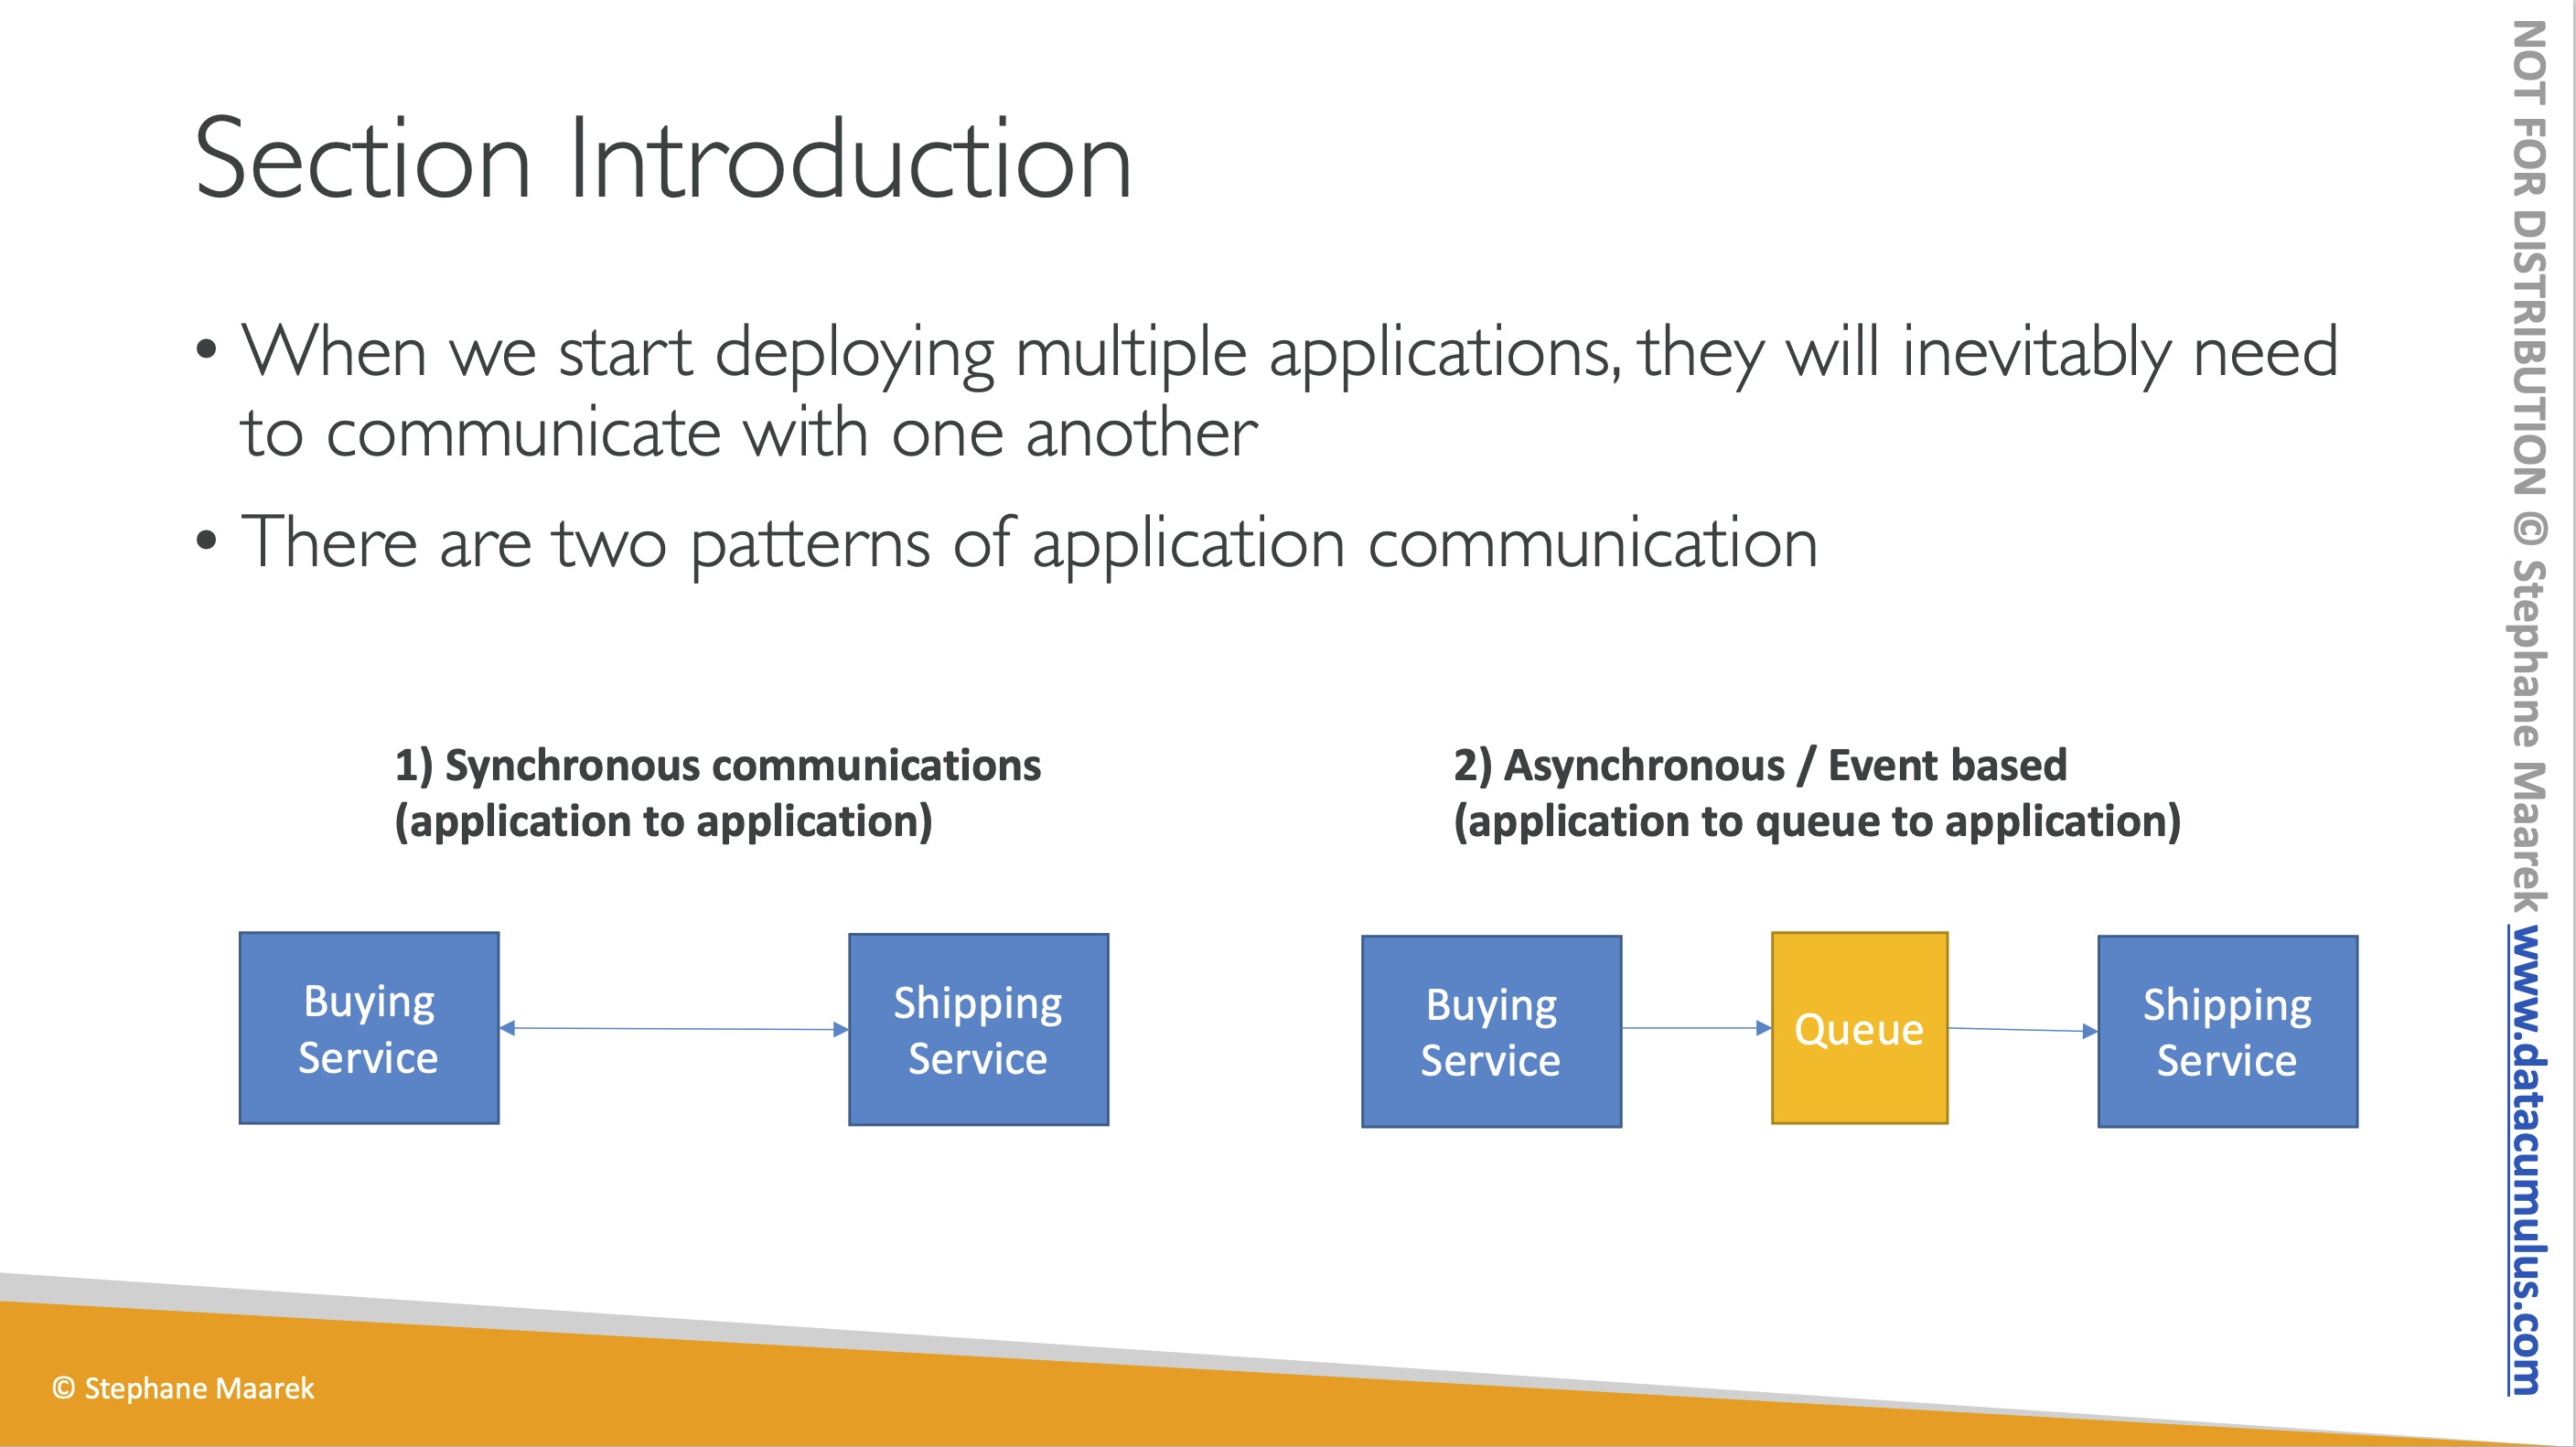 Section Introduction
• When we start deploying multiple applications, they will inevitably need
to communicate with one another
• There are two patterns of application communication
1) Synchronous communications
(application to application)
2) Asynchronous / Event based
(application to queue to application)
Buying
Service
Shipping
Service
Buying
Service
Queue
Shipping
Service
© Stephane Maarek
NOT FOR DISTRIBUTION © Stephane Maarek www.datacumulus.com